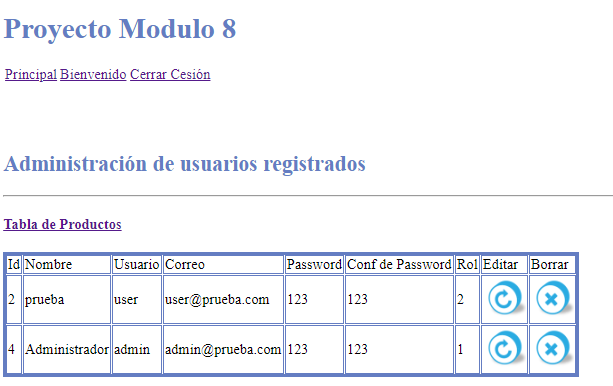 Proyecto Modulo 8
Principal Bienvenido Cerrar Cesión
Administración de usuarios registrados
Tabla de Productos
Id Nombre Usuario Correo Password Conf de Password Rol Editar Borrar
2 prueba user user@prueba.com 123 123 2
4 Administrador admin admin@prueba.com 123 123 1